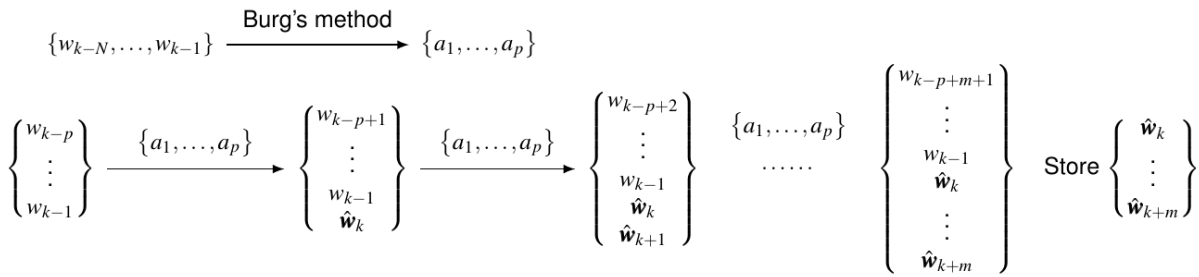 Burg's method
{w_{k−N},…,w_{k−1}} {a_1,…,a_p}
{a_1,…,a_p} {a_1,…,a_p} {a_1,…,a_p}
w_{k−p}
⋮
w_{k−1}
w_{k−p+1}
⋮
w_{k−1}
ŵ_k
w_{k−p+2}
⋮
w_{k−1}
ŵ_k
ŵ_{k+1}
……
w_{k−p+m+1}
⋮
w_{k−1}
ŵ_k
⋮
ŵ_{k+m}
Store
ŵ_k
⋮
ŵ_{k+m}